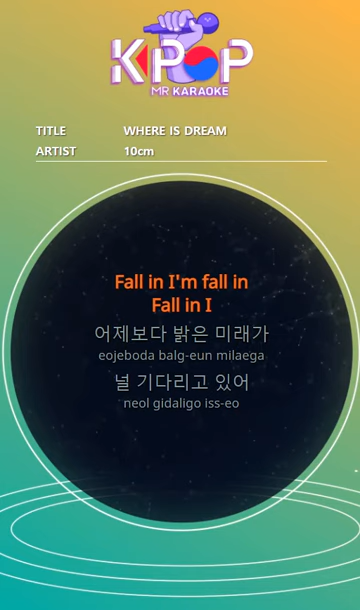 KPOP
MR KARAOKE
TITLE WHERE IS DREAM
ARTIST 10cm
Fall in I'm fall in
Fall in I
어제보다 밝은 미래가
eojeboda balg-eun milaega
널 기다리고 있어
neol gidaligo iss-eo